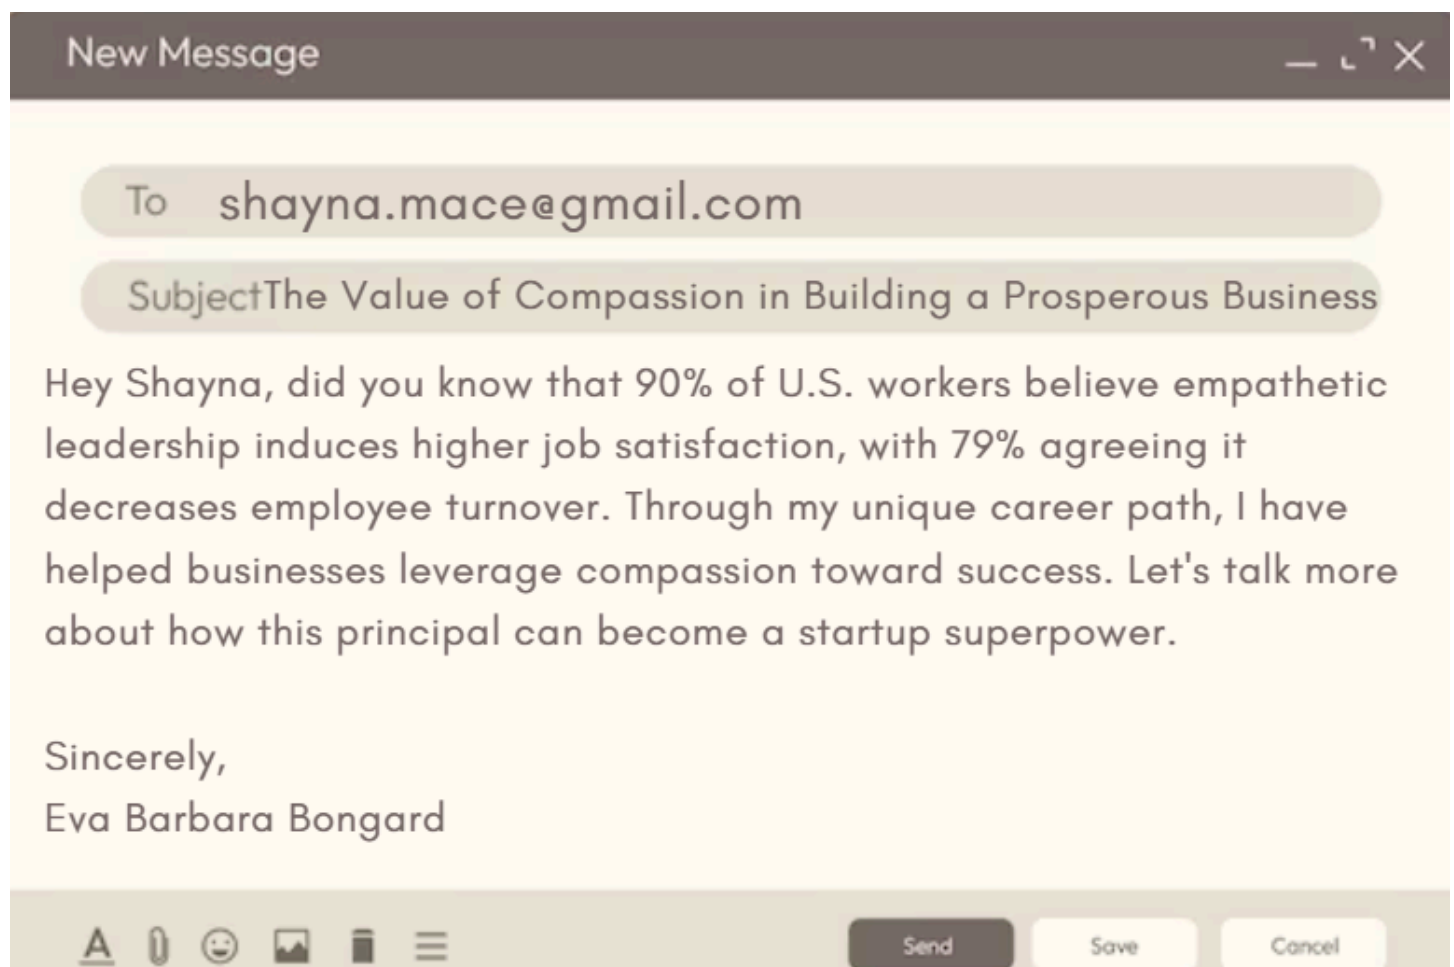 New Message
To shayna.mace@gmail.com
Subject The Value of Compassion in Building a Prosperous Business
Hey Shayna, did you know that 90% of U.S. workers believe empathetic
leadership induces higher job satisfaction, with 79% agreeing it
decreases employee turnover. Through my unique career path, I have
helped businesses leverage compassion toward success. Let's talk more
about how this principal can become a startup superpower.
Sincerely,
Eva Barbara Bongard
A Send Save Cancel